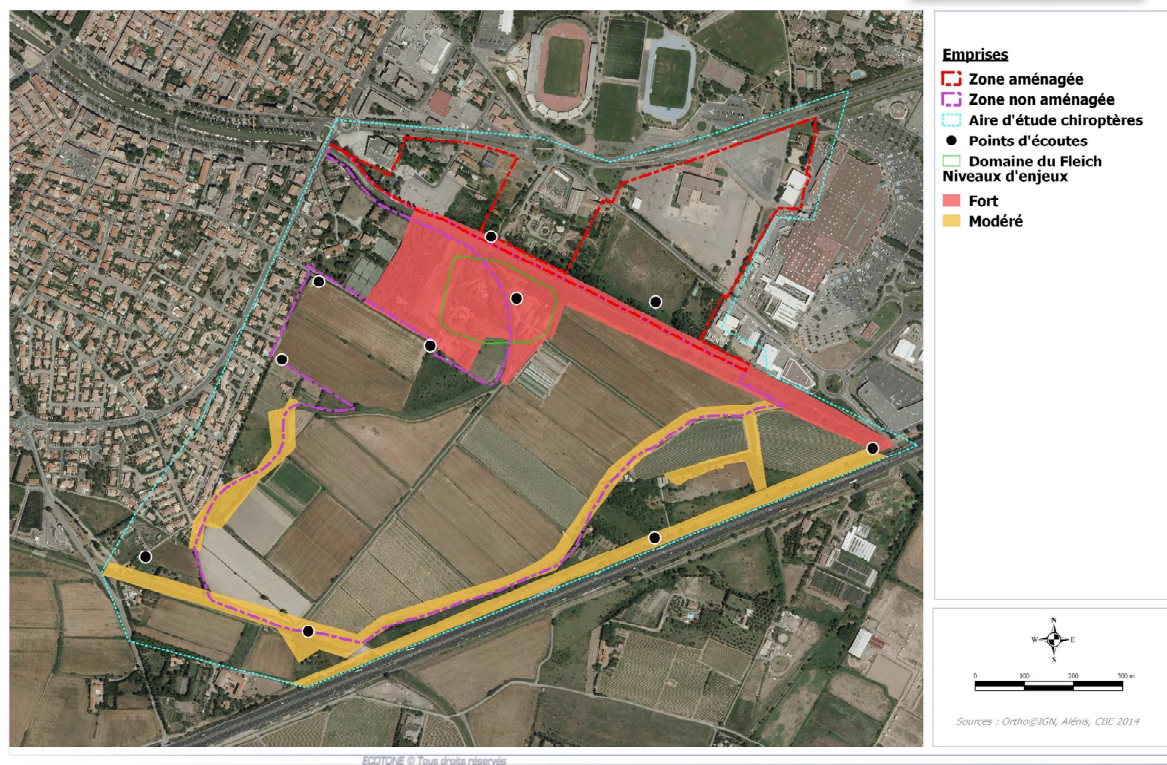 Emprises
Zone aménagée
Zone non aménagée
Aire d'étude chiroptères
Points d'écoutes
Domaine du Fleich
Niveaux d'enjeux
Fort
Modéré
N
W E
S
0 100 200 300 m
Sources : Ortho©IGN, Alénis, CBE 2014
ECOTONE © Tous droits réservés